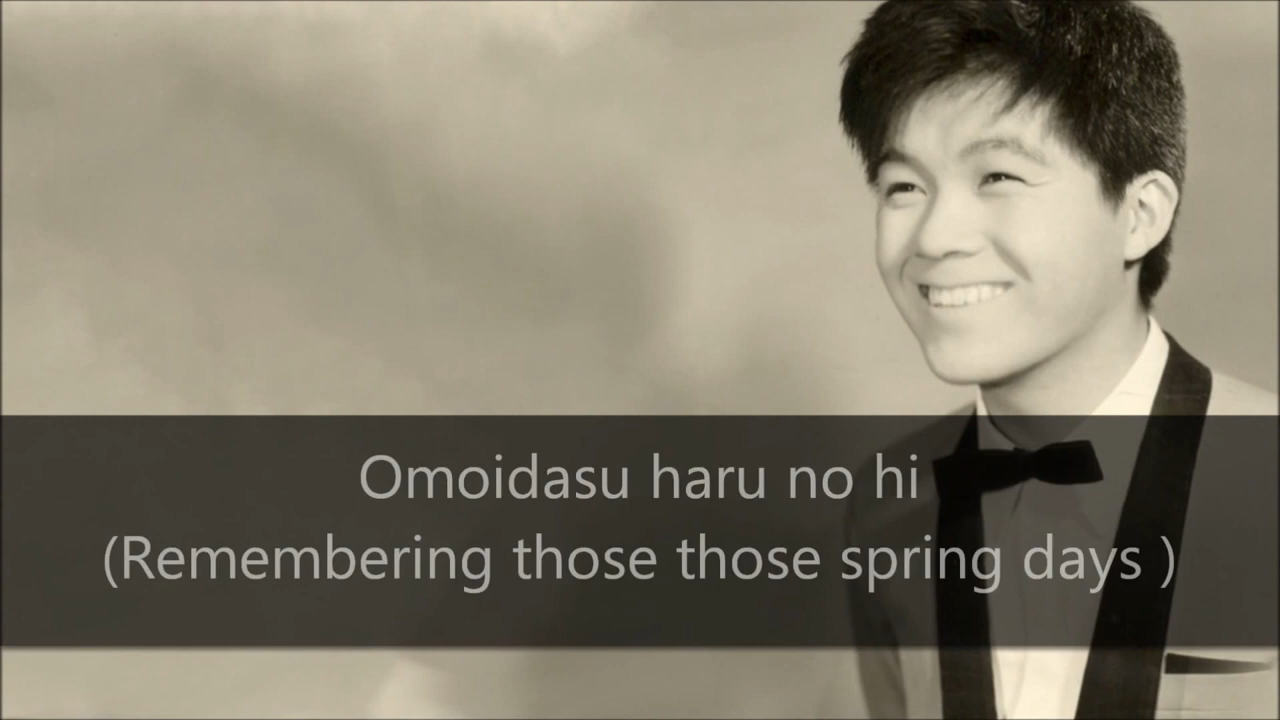 Omoidasu haru no hi
(Remembering those those spring days )